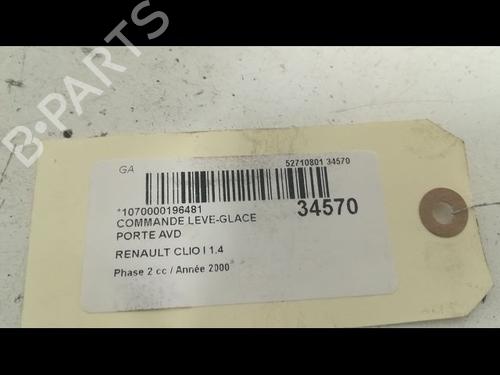 GA
52710801 34570
*1070000196481
34570
COMMANDE LEVE-GLACE
PORTE AVD
RENAULT CLIO I 1.4
Phase 2 cc / Année 2000
B-PARTS